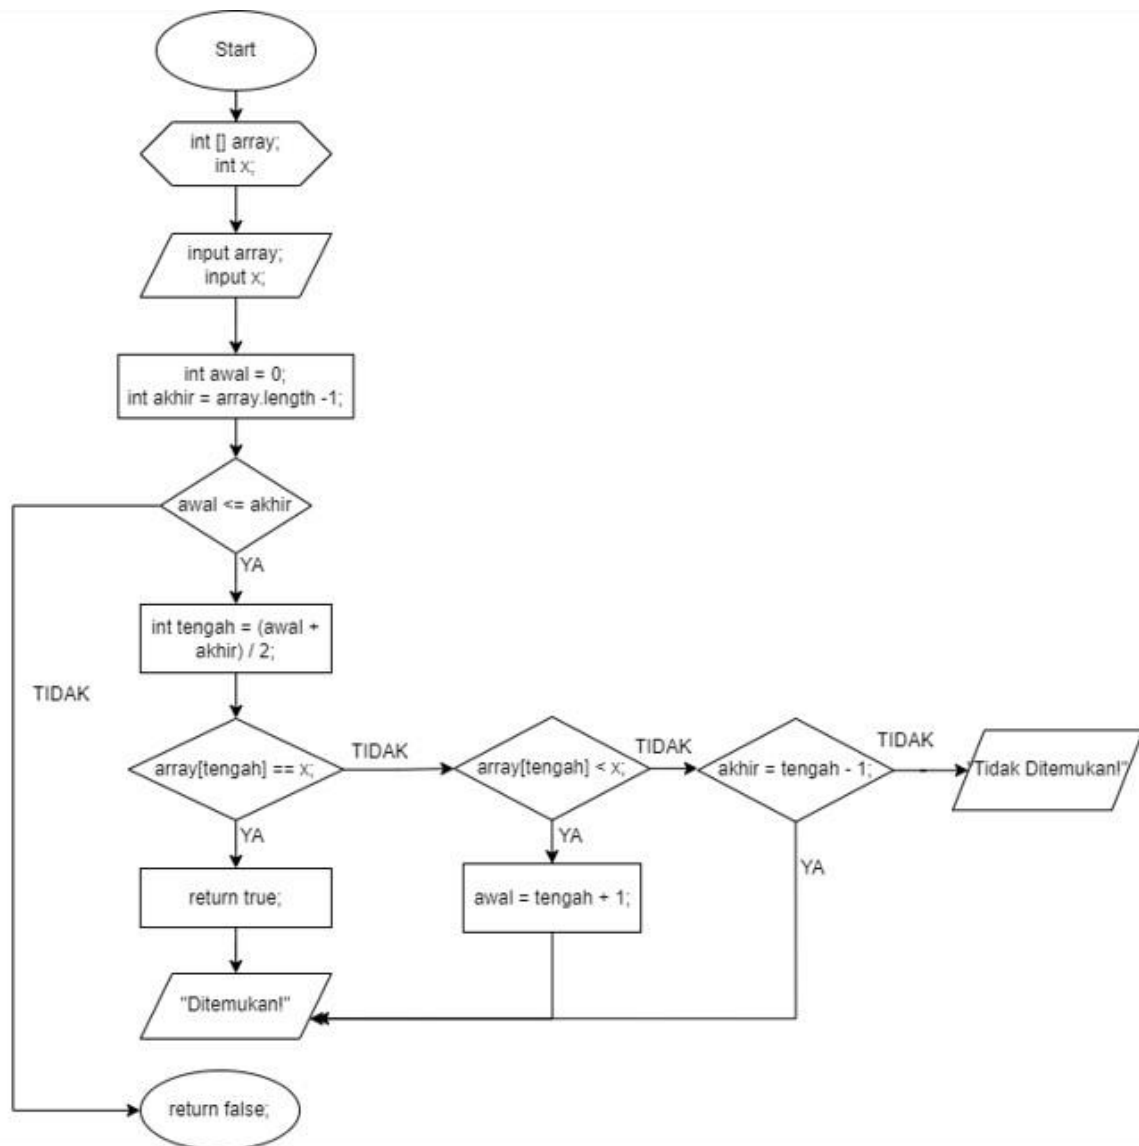 Start
int [] array;
int x;
input array;
input x;
int awal = 0;
int akhir = array.length -1;
awal <= akhir
YA
int tengah = (awal +
akhir) / 2;
TIDAK
array[tengah] == x;
TIDAK
array[tengah] < x;
TIDAK
akhir = tengah - 1;
TIDAK
"Tidak Ditemukan!"
YA
YA
YA
return true;
awal = tengah + 1;
"Ditemukan!"
return false;